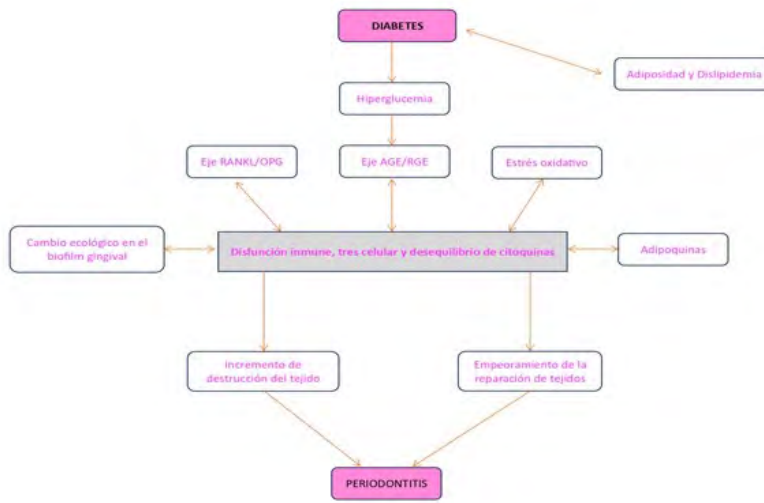 DIABETES
Adiposidad y Dislipidemia
Hiperglucemia
Eje RANKL/OPG
Eje AGE/RGE
Estrés oxidativo
Cambio ecológico en el
biofilm gingival
Disfunción inmune, tres celular y desequilibrio de citoquinas
Adipoquinas
Incremento de
destrucción del tejido
Empeoramiento de la
reparación de tejidos
PERIODONTITIS